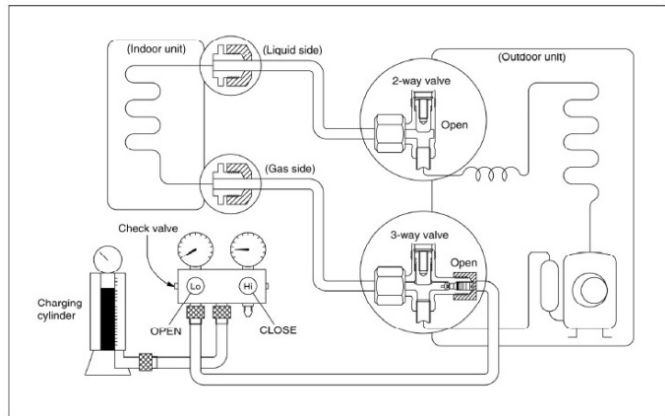 (Indoor unit)
(Liquid side)
2-way valve
Open
(Outdoor unit)
(Gas side)
3-way valve
Open
Check valve
Lo
Hi
Charging
cylinder
OPEN
CLOSE